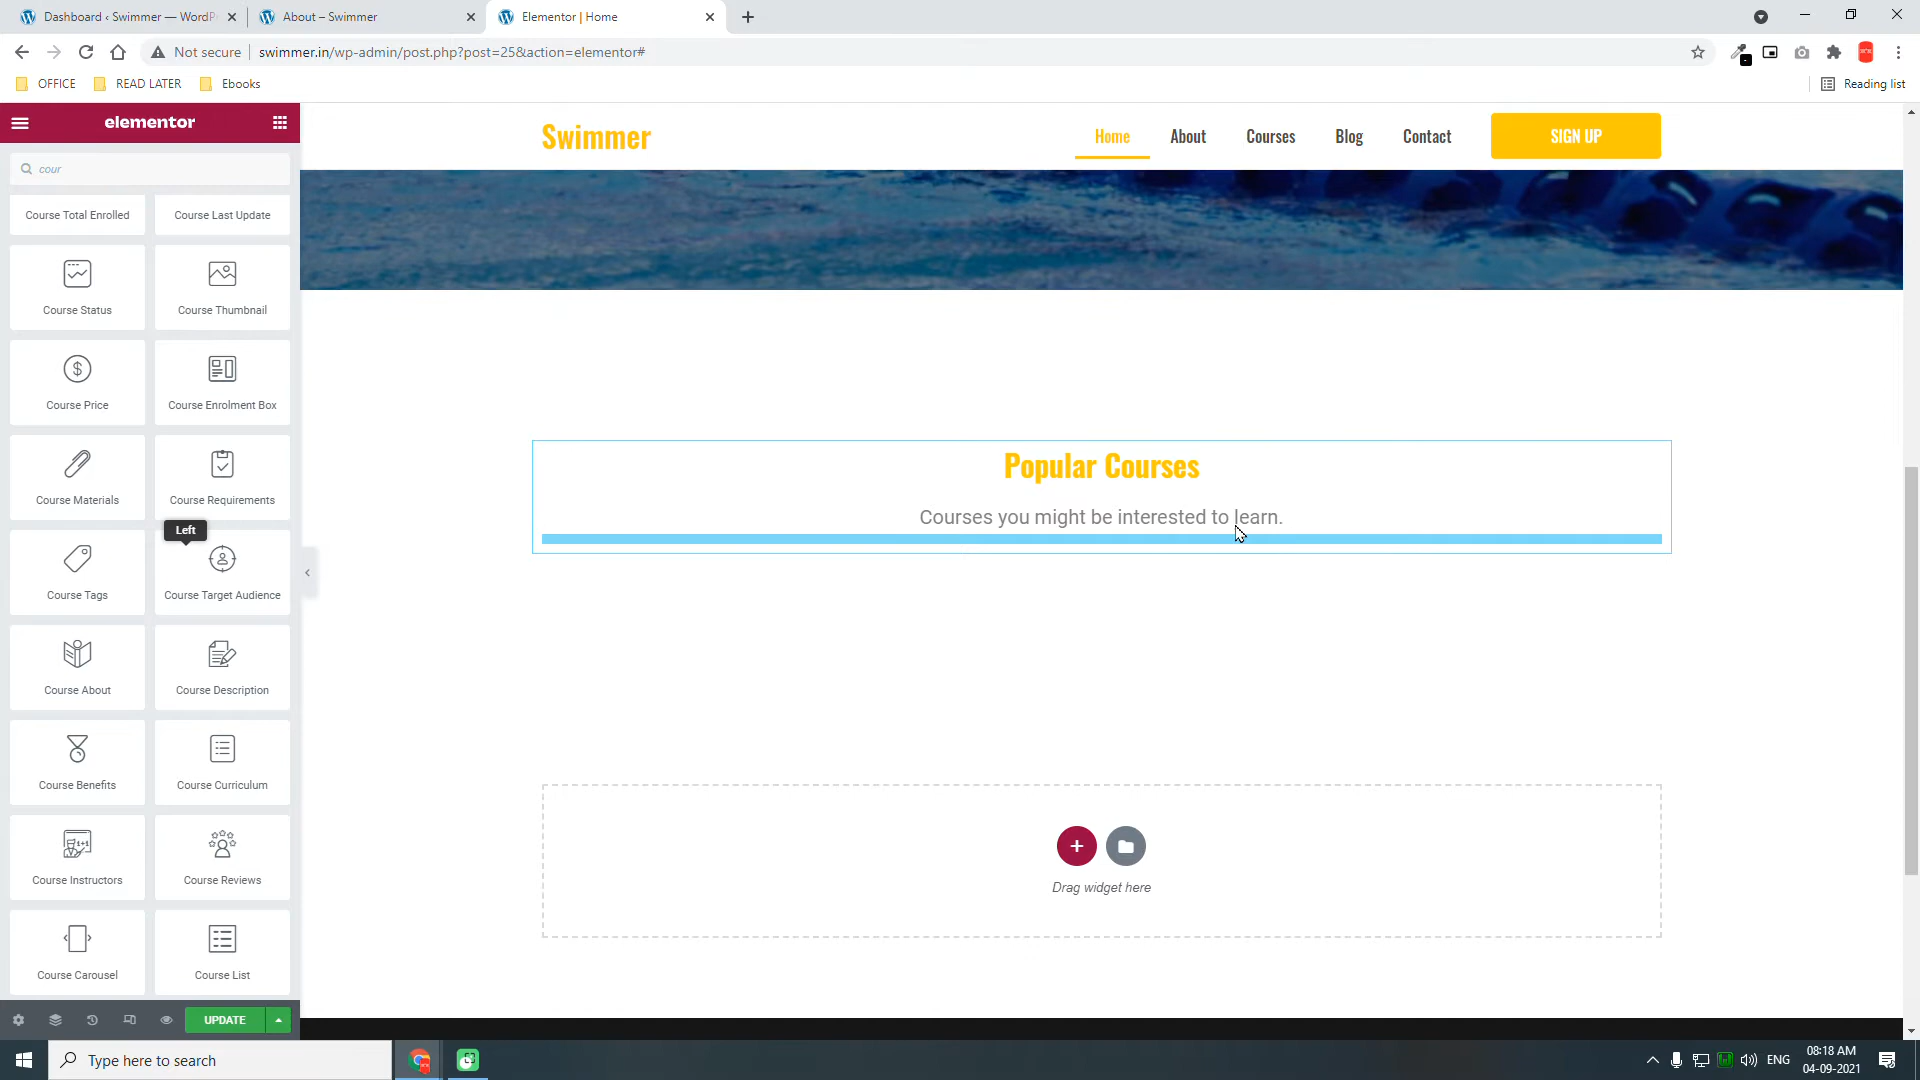 Dashboard ‹ Swimmer — WordP
About – Swimmer
Elementor | Home
Not secure
swimmer.in/wp-admin/post.php?post=25&action=elementor#
OFFICE
READ LATER
Ebooks
Reading list
elementor
cour
Course Total Enrolled
Course Last Update
Course Status
Course Thumbnail
Course Price
Course Enrolment Box
Course Materials
Course Requirements
Left
Course Tags
Course Target Audience
Course About
Course Description
Course Benefits
Course Curriculum
Course Instructors
Course Reviews
Course Carousel
Course List
UPDATE
Swimmer
Home
About
Courses
Blog
Contact
SIGN UP
Popular Courses
Courses you might be interested to learn.
Drag widget here
Type here to search
ENG
08:18 AM
04-09-2021